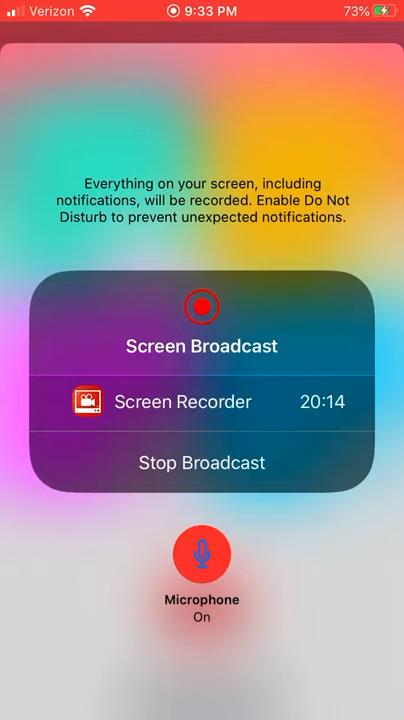 Verizon 9:33 PM 73%
Everything on your screen, including
notifications, will be recorded. Enable Do Not
Disturb to prevent unexpected notifications.
Screen Broadcast
Screen Recorder 20:14
Stop Broadcast
Microphone
On